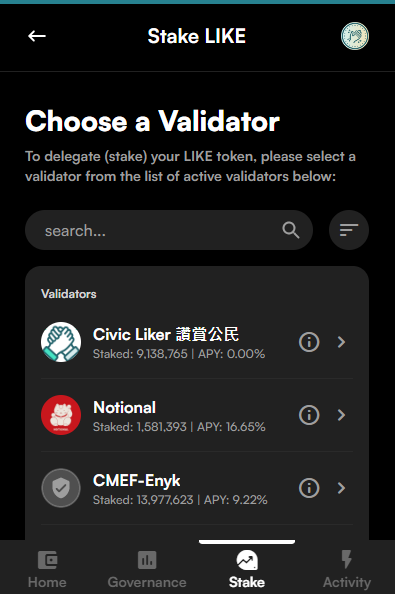 Stake LIKE
Choose a Validator
To delegate (stake) your LIKE token, please select a
validator from the list of active validators below:
search...
Validators
Civic Liker 讚賞公民
Staked: 9,138,765 | APY: 0.00%
Notional
Staked: 1,581,393 | APY: 16.65%
NOTIONAL
CMEF-Enyk
Staked: 13,977,623 | APY: 9.22%
Home
Governance
Stake
Activity